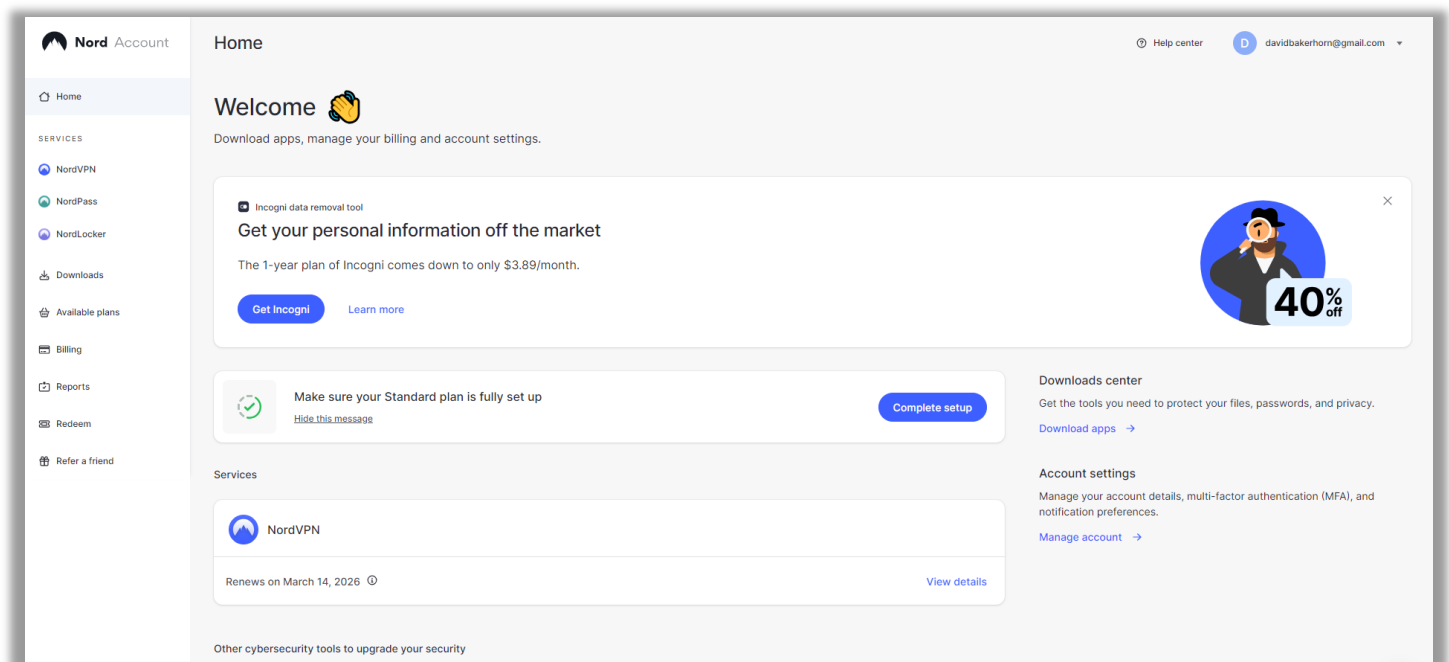 Nord Account
Home
Help center
D
davidbakerhorn@gmail.com
Home
SERVICES
NordVPN
NordPass
NordLocker
Downloads
Available plans
Billing
Reports
Redeem
Refer a friend
Welcome
Download apps, manage your billing and account settings.
Incogni data removal tool
Get your personal information off the market
The 1-year plan of Incogni comes down to only $3.89/month.
Get Incogni
Learn more
40% off
Make sure your Standard plan is fully set up
Hide this message
Complete setup
Services
NordVPN
Renews on March 14, 2026
View details
Other cybersecurity tools to upgrade your security
Downloads center
Get the tools you need to protect your files, passwords, and privacy.
Download apps →
Account settings
Manage your account details, multi-factor authentication (MFA), and
notification preferences.
Manage account →